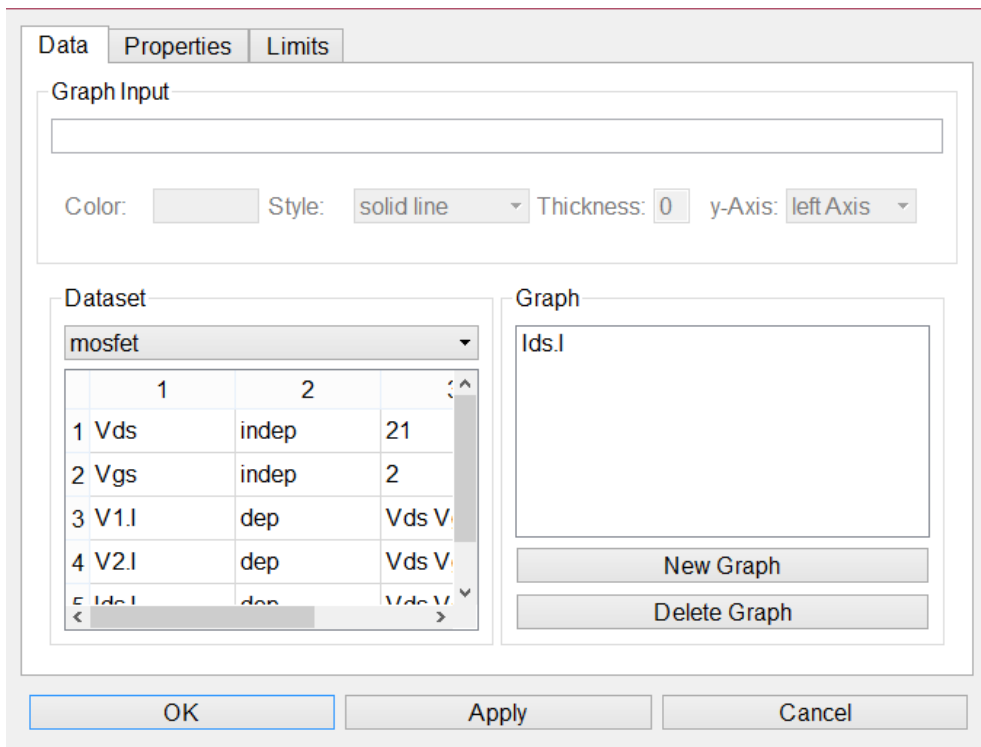 Data Properties Limits
Graph Input
Color: Style: solid line Thickness: 0 y-Axis: left Axis
Dataset
mosfet
1 2
1 Vds indep 21
2 Vgs indep 2
3 V1.I dep Vds
4 V2.I dep Vds
Graph
Ids.I
New Graph
Delete Graph
OK Apply Cancel